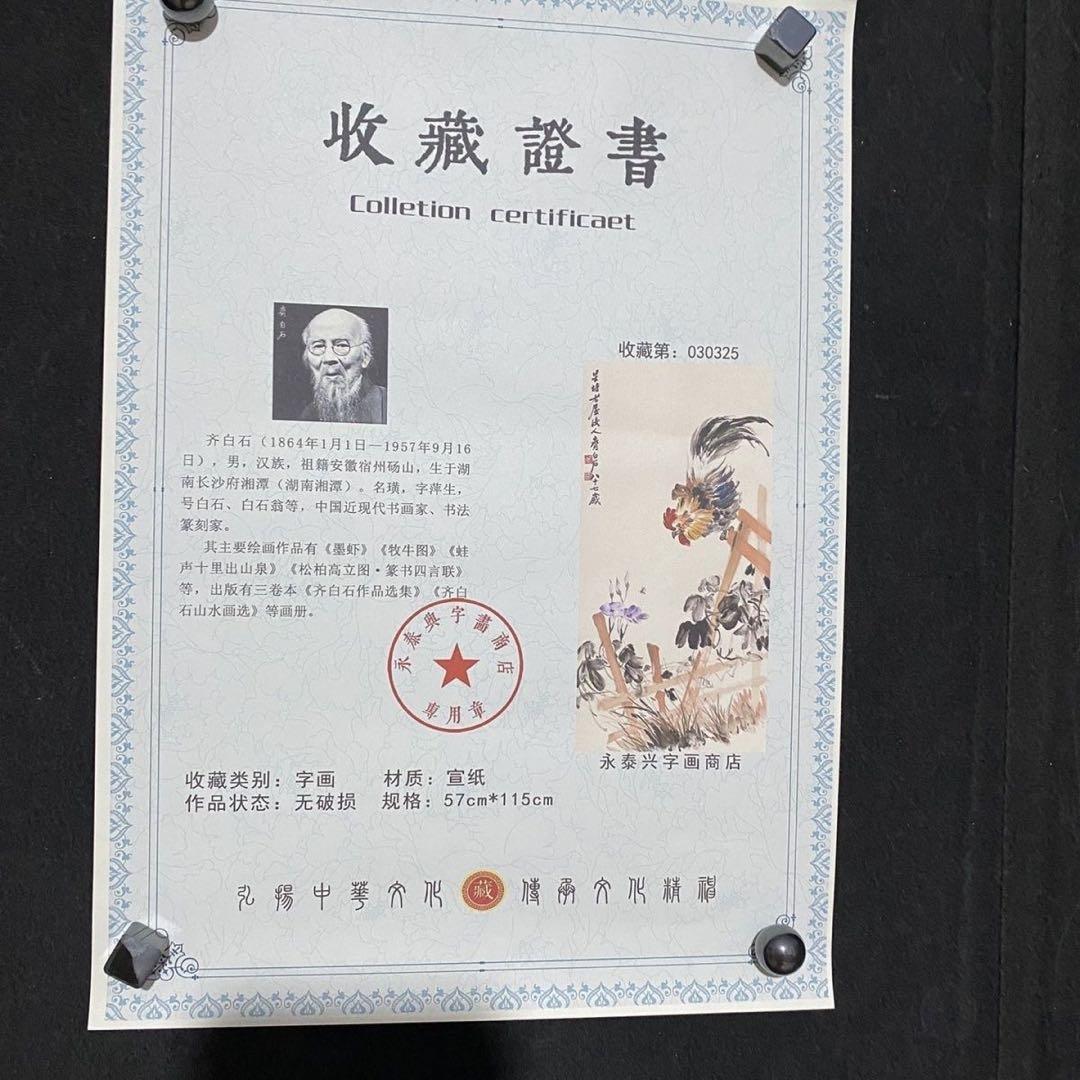 收藏證書
Colletion certificaet
齐白石
收藏第：030325
齐白石（1864年1月1日—1957年9月16
日），男，汉族，祖籍安徽宿州砀山，生于湖
南长沙府湘潭（湖南湘潭）。名璜，字萍生，
号白石、白石翁等，中国近现代书画家、书法
篆刻家。
其主要绘画作品有《墨虾》《牧牛图》《蛙
声十里出山泉》《松柏高立图·篆书四言联》
等，出版有三卷本《齐白石作品选集》《齐白
石山水画选》等画册。
永泰興字畵商店
專用章
永泰兴字画商店
收藏类别：字画 材质：宣纸
作品状态：无破损 规格：57cm*115cm
弘揚中華文化 藏 傳承文化精神